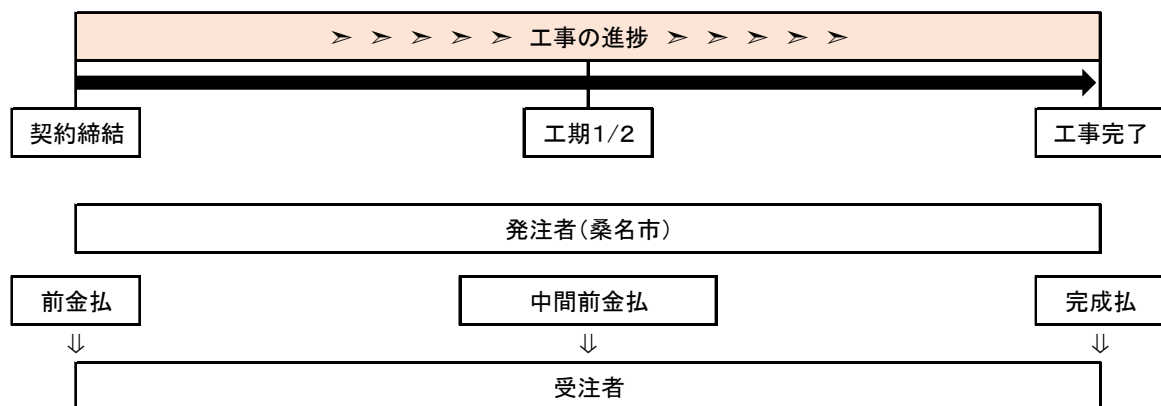 ➢ ➢ ➢ ➢ ➢ 工事の進捗 ➢ ➢ ➢ ➢ ➢
契約締結 工期1/2 工事完了
発注者(桑名市)
前金払 中間前金払 完成払
⇓ ⇓ ⇓
受注者